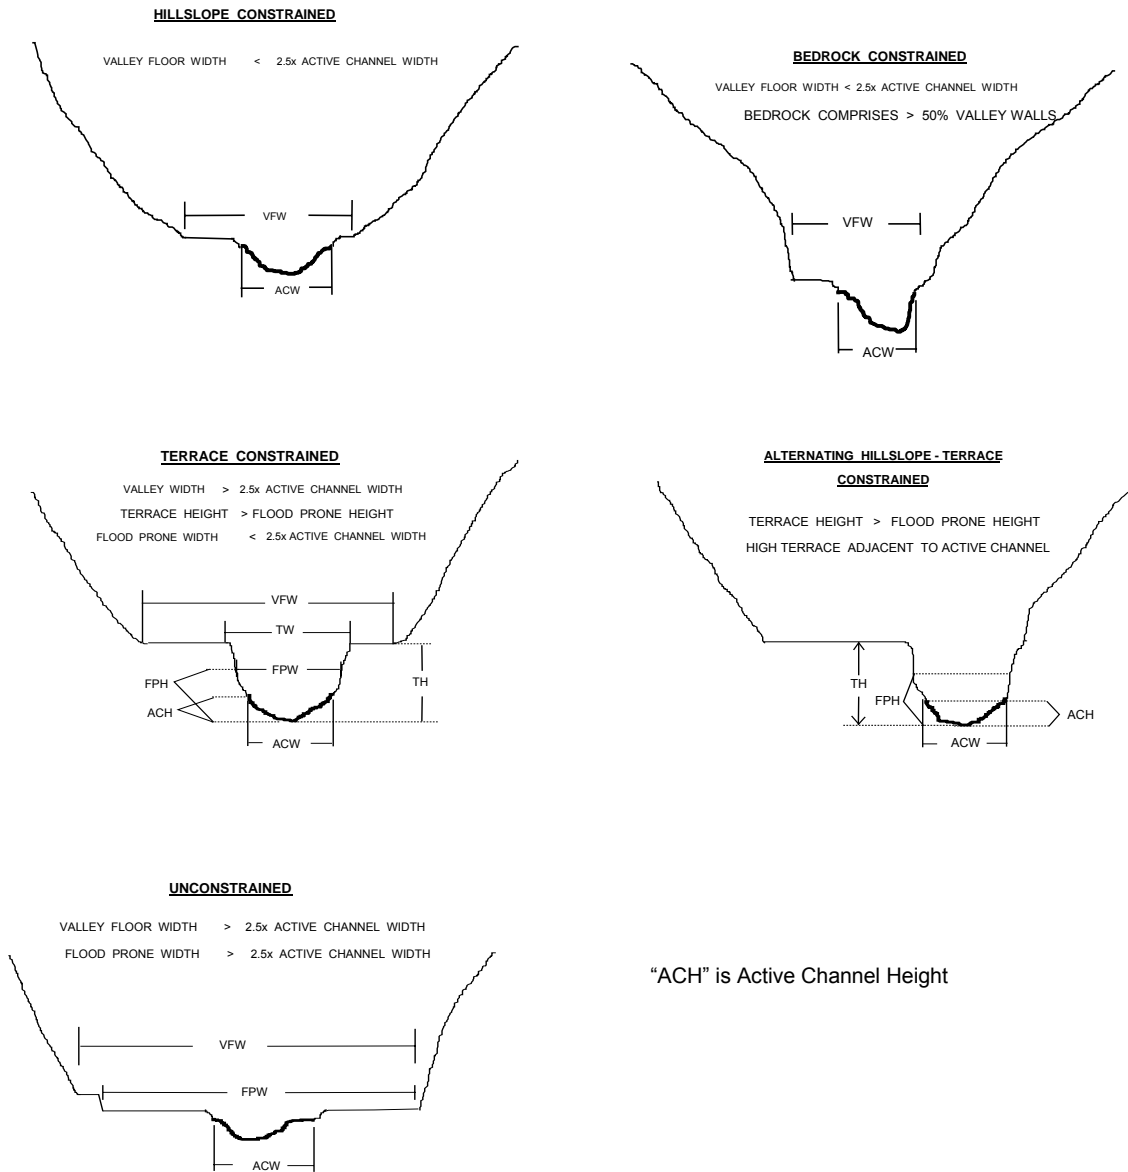 HILLSLOPE CONSTRAINED
VALLEY FLOOR WIDTH < 2.5x ACTIVE CHANNEL WIDTH
VFW
ACW
BEDROCK CONSTRAINED
VALLEY FLOOR WIDTH < 2.5x ACTIVE CHANNEL WIDTH
BEDROCK COMPRISES > 50% VALLEY WALLS
VFW
ACW
TERRACE CONSTRAINED
VALLEY WIDTH > 2.5x ACTIVE CHANNEL WIDTH
TERRACE HEIGHT > FLOOD PRONE HEIGHT
FLOOD PRONE WIDTH < 2.5x ACTIVE CHANNEL WIDTH
VFW
TW
FPW
FPH
TH
ACH
ACW
ALTERNATING HILLSLOPE - TERRACE
CONSTRAINED
TERRACE HEIGHT > FLOOD PRONE HEIGHT
HIGH TERRACE ADJACENT TO ACTIVE CHANNEL
TH
FPH
ACH
ACW
UNCONSTRAINED
VALLEY FLOOR WIDTH > 2.5x ACTIVE CHANNEL WIDTH
FLOOD PRONE WIDTH > 2.5x ACTIVE CHANNEL WIDTH
VFW
FPW
ACW
“ACH” is Active Channel Height